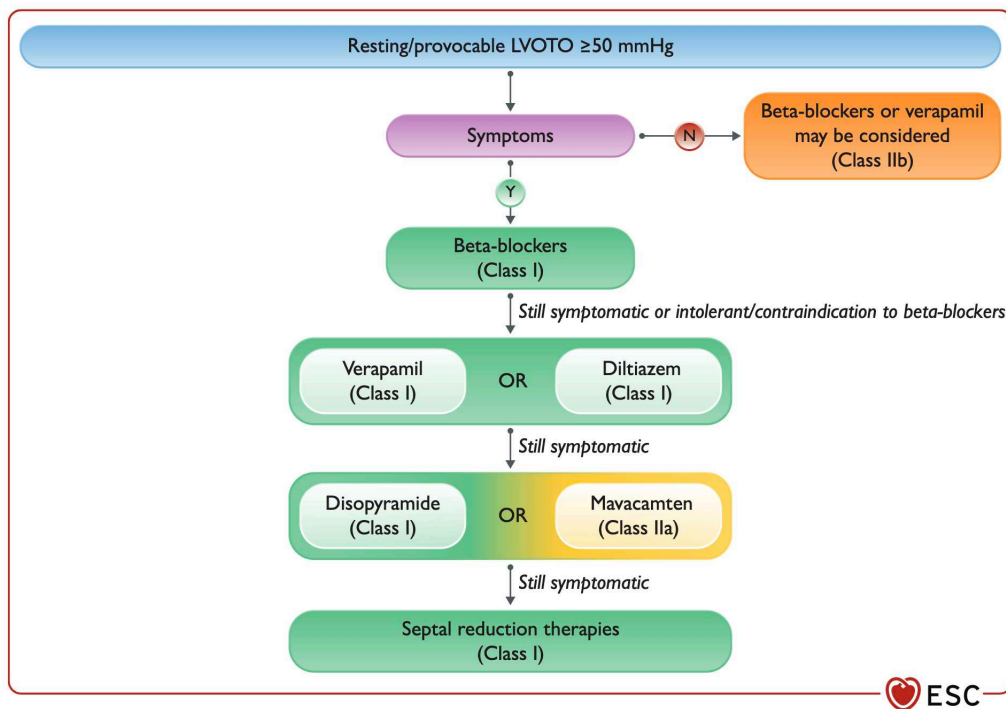 Resting/provocable LVOTO ≥50 mmHg
Symptoms
N
Beta-blockers or verapamil
may be considered
(Class IIb)
Y
Beta-blockers
(Class I)
Still symptomatic or intolerant/contraindication to beta-blockers
Verapamil
(Class I)
OR
Diltiazem
(Class I)
Still symptomatic
Disopyramide
(Class I)
OR
Mavacamten
(Class IIa)
Still symptomatic
Septal reduction therapies
(Class I)
ESC